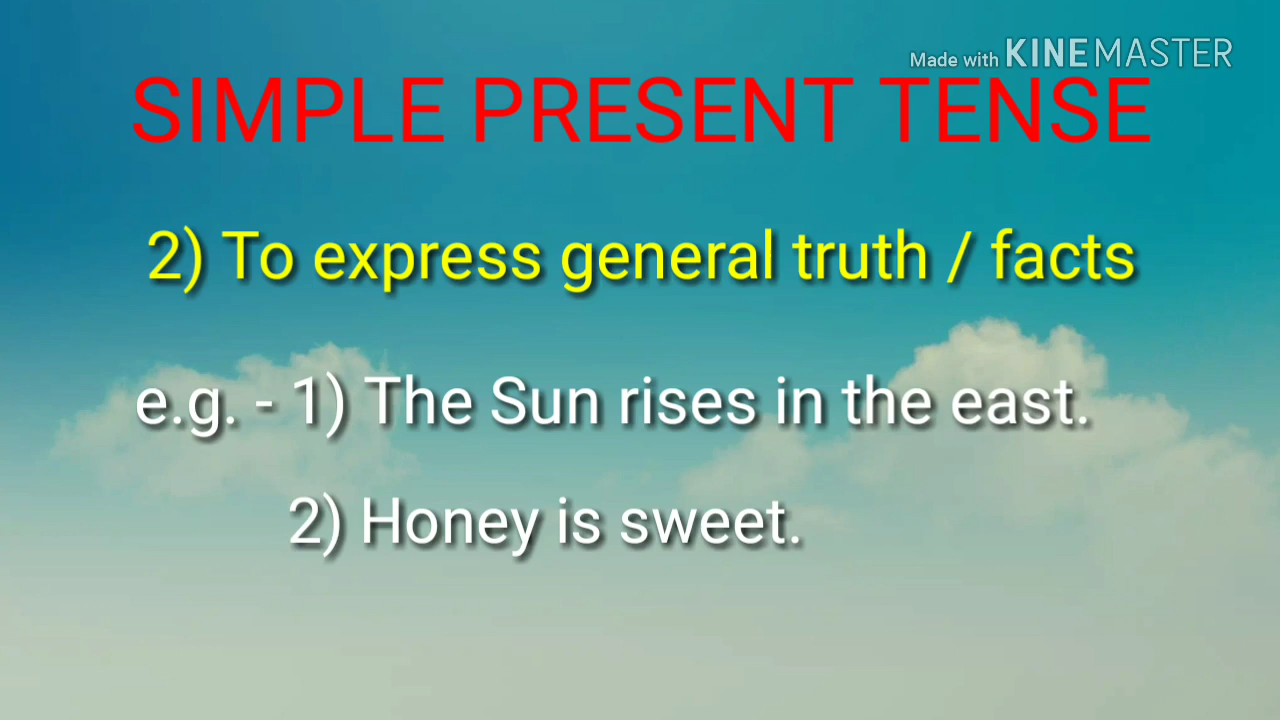 Made with KINEMASTER
SIMPLE PRESENT TENSE
2) To express general truth / facts
e.g. - 1) The Sun rises in the east.
2) Honey is sweet.